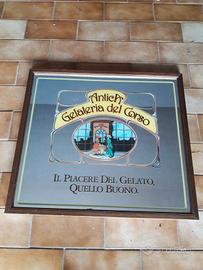 Antica
Gelateria del Corso
IL PIACERE DEL GELATO,
QUELLO BUONO.